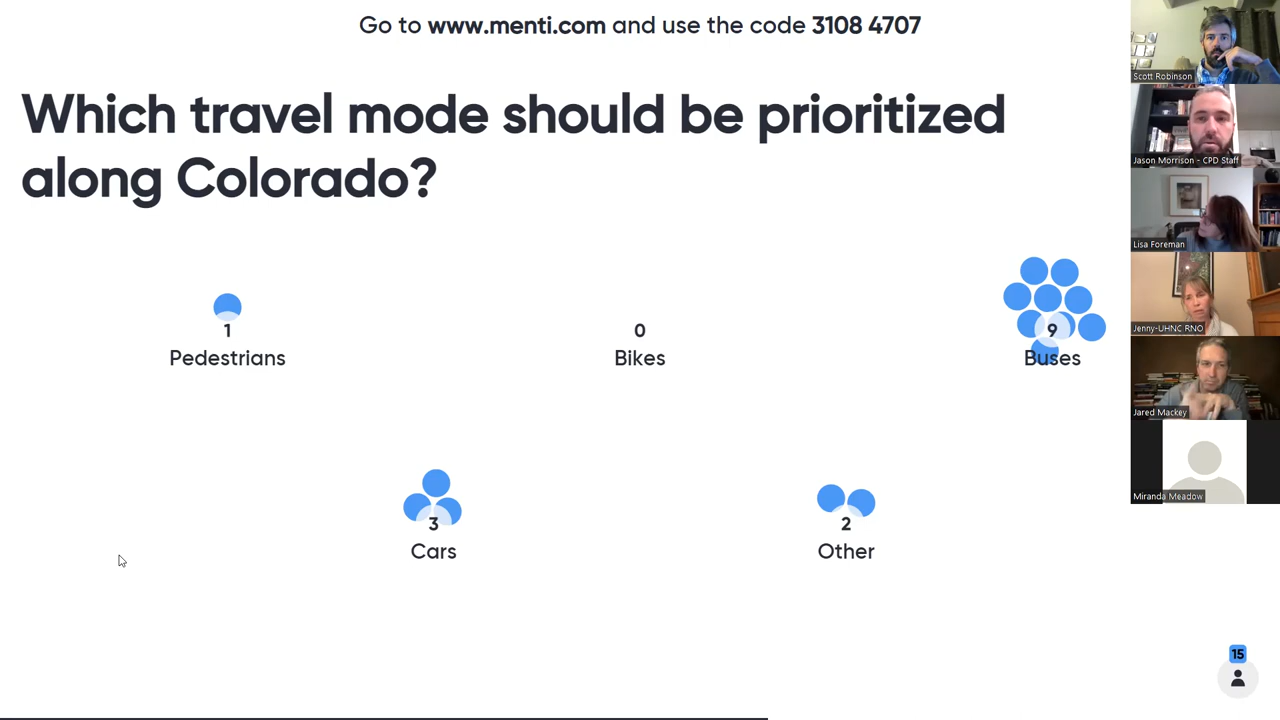 Go to www.menti.com and use the code 3108 4707
Which travel mode should be prioritized
along Colorado?
1
Pedestrians
0
Bikes
9
Buses
3
Cars
2
Other
Scott Robinson
Jason Morrison - CPD Staff
Lisa Foreman
Jenny-UHNC RNO
Jared Mackey
Miranda Meadow
15